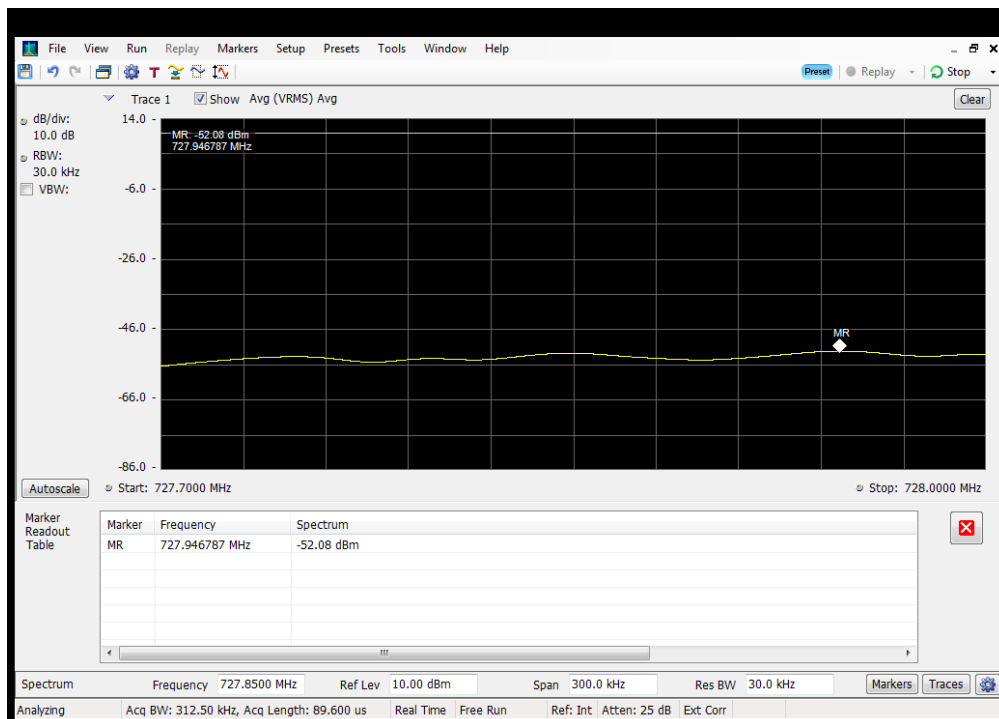 File View Run Replay Markers Setup Presets Tools Window Help
T Preset Replay Stop
Trace 1 Show Avg (VRMS) Avg Clear
dB/div:
10.0 dB
RBW:
30.0 kHz
VBW:
14.0
-6.0
-26.0
-46.0
-66.0
-86.0
MR: -52.08 dBm
727.946787 MHz
MR
Autoscale Start: 727.7000 MHz Stop: 728.0000 MHz
Marker
Readout
Table
Marker Frequency Spectrum
MR 727.946787 MHz -52.08 dBm
Spectrum Frequency 727.8500 MHz Ref Lev 10.00 dBm Span 300.0 kHz Res BW 30.0 kHz Markers Traces
Analyzing Acq BW: 312.50 kHz, Acq Length: 89.600 us Real Time Free Run Ref: Int Atten: 25 dB Ext Corr